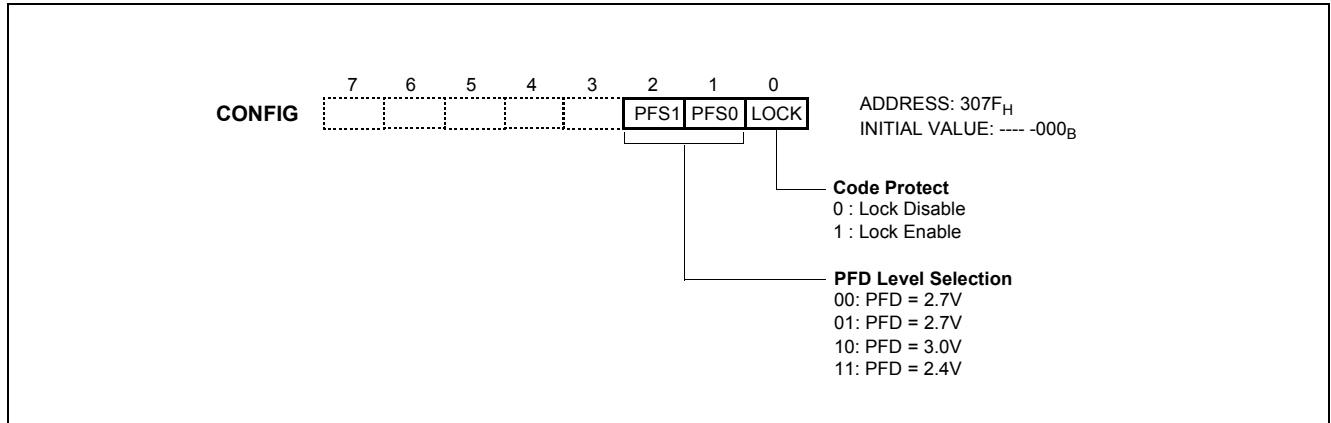 7 6 5 4 3 2 1 0
CONFIG PFS1 PFS0 LOCK
ADDRESS: 307FH
INITIAL VALUE: ---- -000B
Code Protect
0 : Lock Disable
1 : Lock Enable
PFD Level Selection
00: PFD = 2.7V
01: PFD = 2.7V
10: PFD = 3.0V
11: PFD = 2.4V